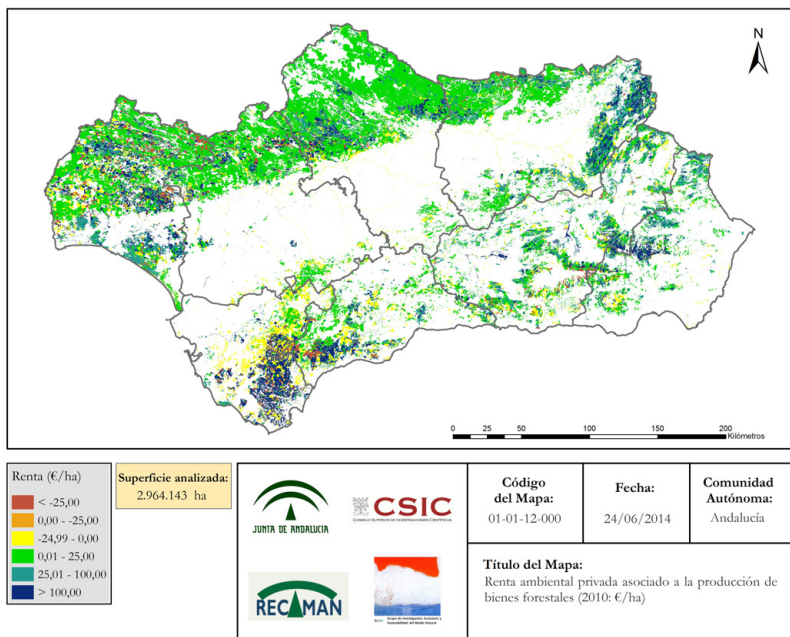 N
0 12,5 25 50 75 100 150 200
Kilómetros
Renta (€/ha)
< -25,00
0,00 - -25,00
-24,99 - 0,00
0,01 - 25,00
25,01 - 100,00
> 100,00
Superficie analizada:
2.964.143 ha
JUNTA DE ANDALUCIA
CSIC
CONSEJO SUPERIOR DE INVESTIGACIONES CIENTÍFICAS
RECAMAN
Grupo de Investigación: Economía y
Sostenibilidad del Medio Natural
Código
del Mapa:
01-01-12-000
Fecha:
24/06/2014
Comunidad
Autónoma:
Andalucía
Título del Mapa:
Renta ambiental privada asociado a la producción de
bienes forestales (2010: €/ha)